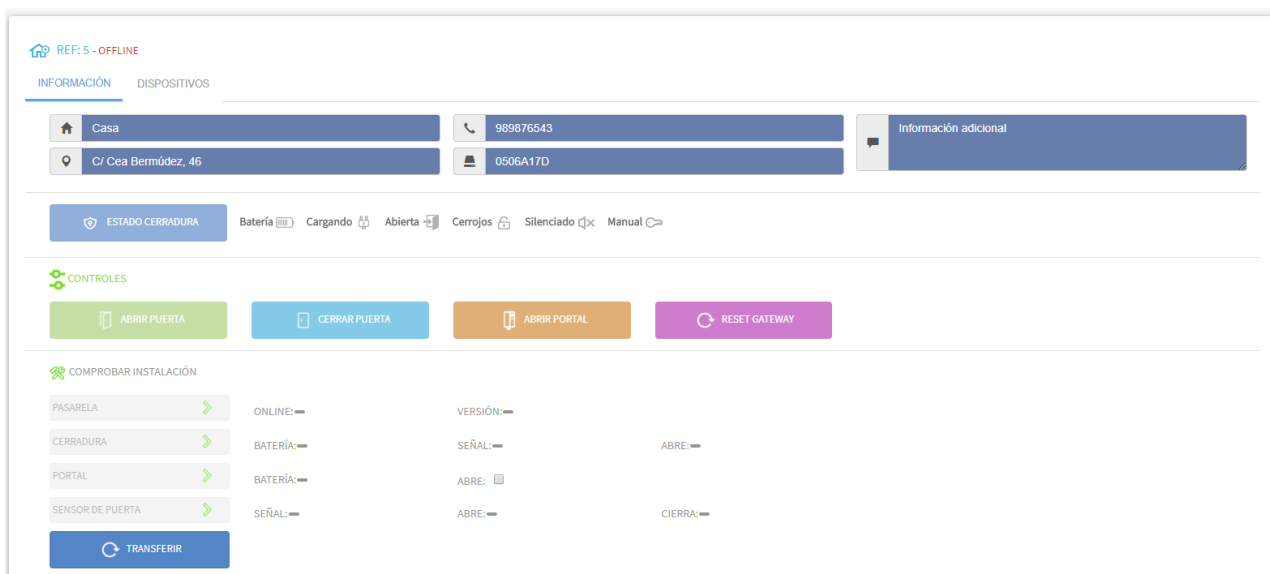 REF: 5 - OFFLINE
INFORMACIÓN DISPOSITIVOS
Casa 989876543 Información adicional
C/ Cea Bermúdez, 46 0506A17D
ESTADO CERRADURA Batería Cargando Abierta Cerrojos Silenciado Manual
CONTROLES
ABRIR PUERTA CERRAR PUERTA ABRIR PORTAL RESET GATEWAY
COMPROBAR INSTALACIÓN
PASARELA ONLINE: VERSIÓN:
CERRADURA BATERÍA: SEÑAL: ABRE:
PORTAL BATERÍA: ABRE:
SENSOR DE PUERTA SEÑAL: ABRE: CIERRA:
TRANSFERIR